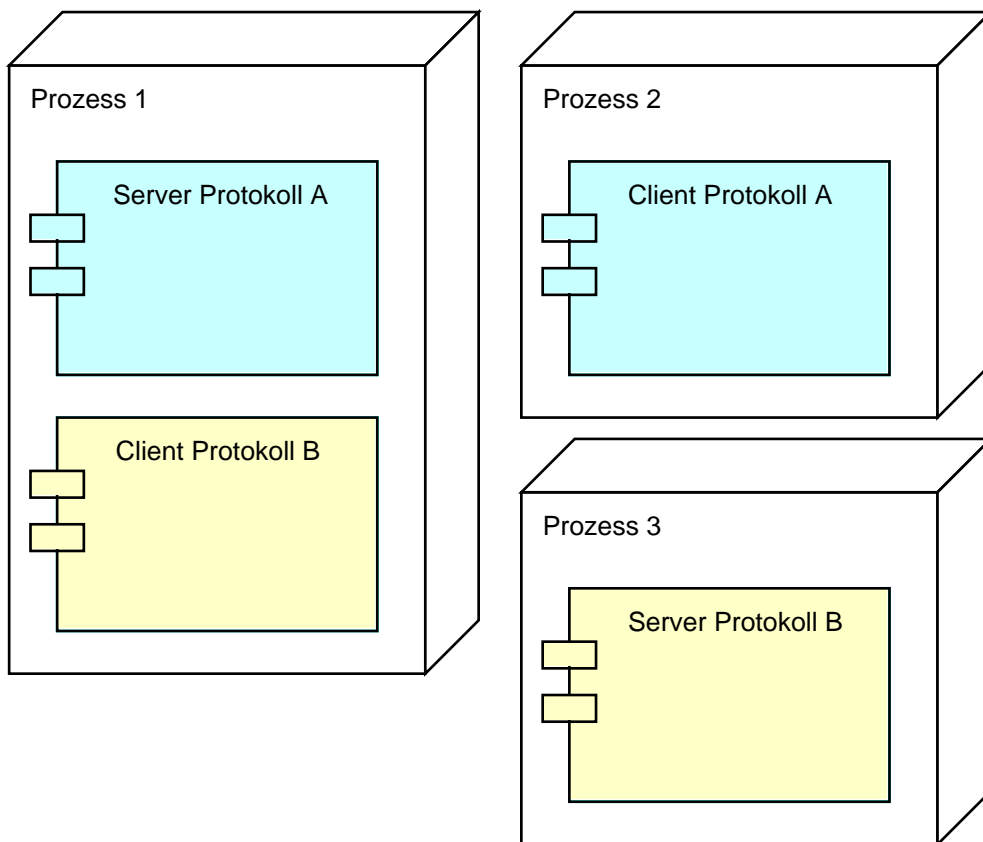 Prozess 1
Server Protokoll A
Client Protokoll B
Prozess 2
Client Protokoll A
Prozess 3
Server Protokoll B